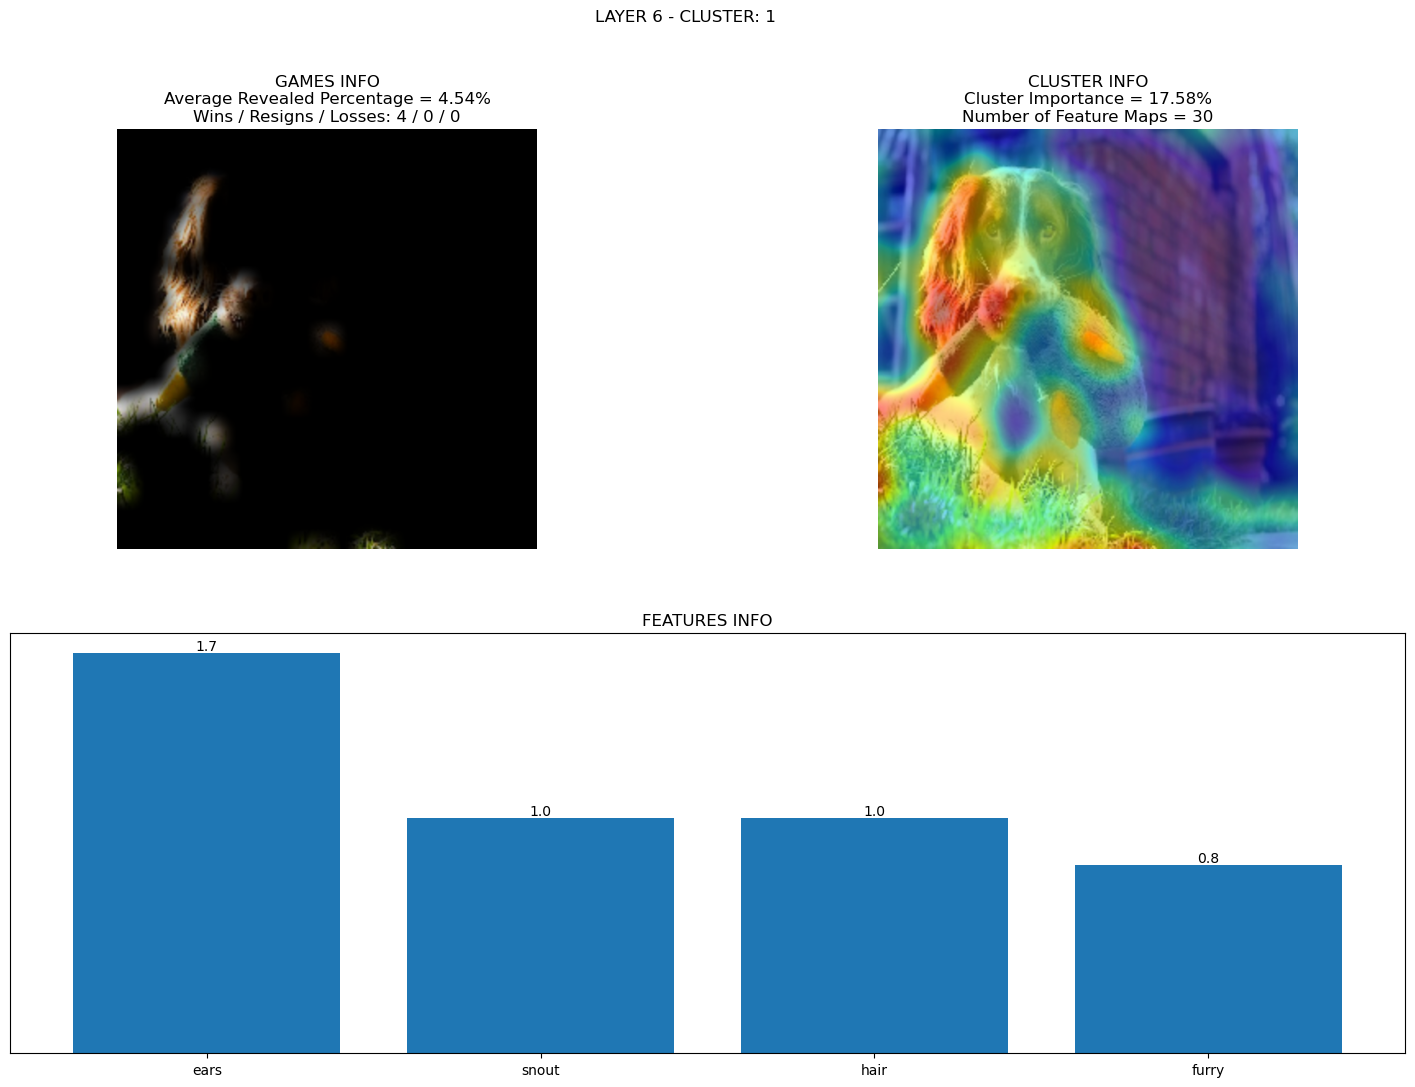 LAYER 6 - CLUSTER: 1
GAMES INFO
Average Revealed Percentage = 4.54%
Wins / Resigns / Losses: 4 / 0 / 0
CLUSTER INFO
Cluster Importance = 17.58%
Number of Feature Maps = 30
FEATURES INFO
1.7
1.0
1.0
0.8
ears
snout
hair
furry